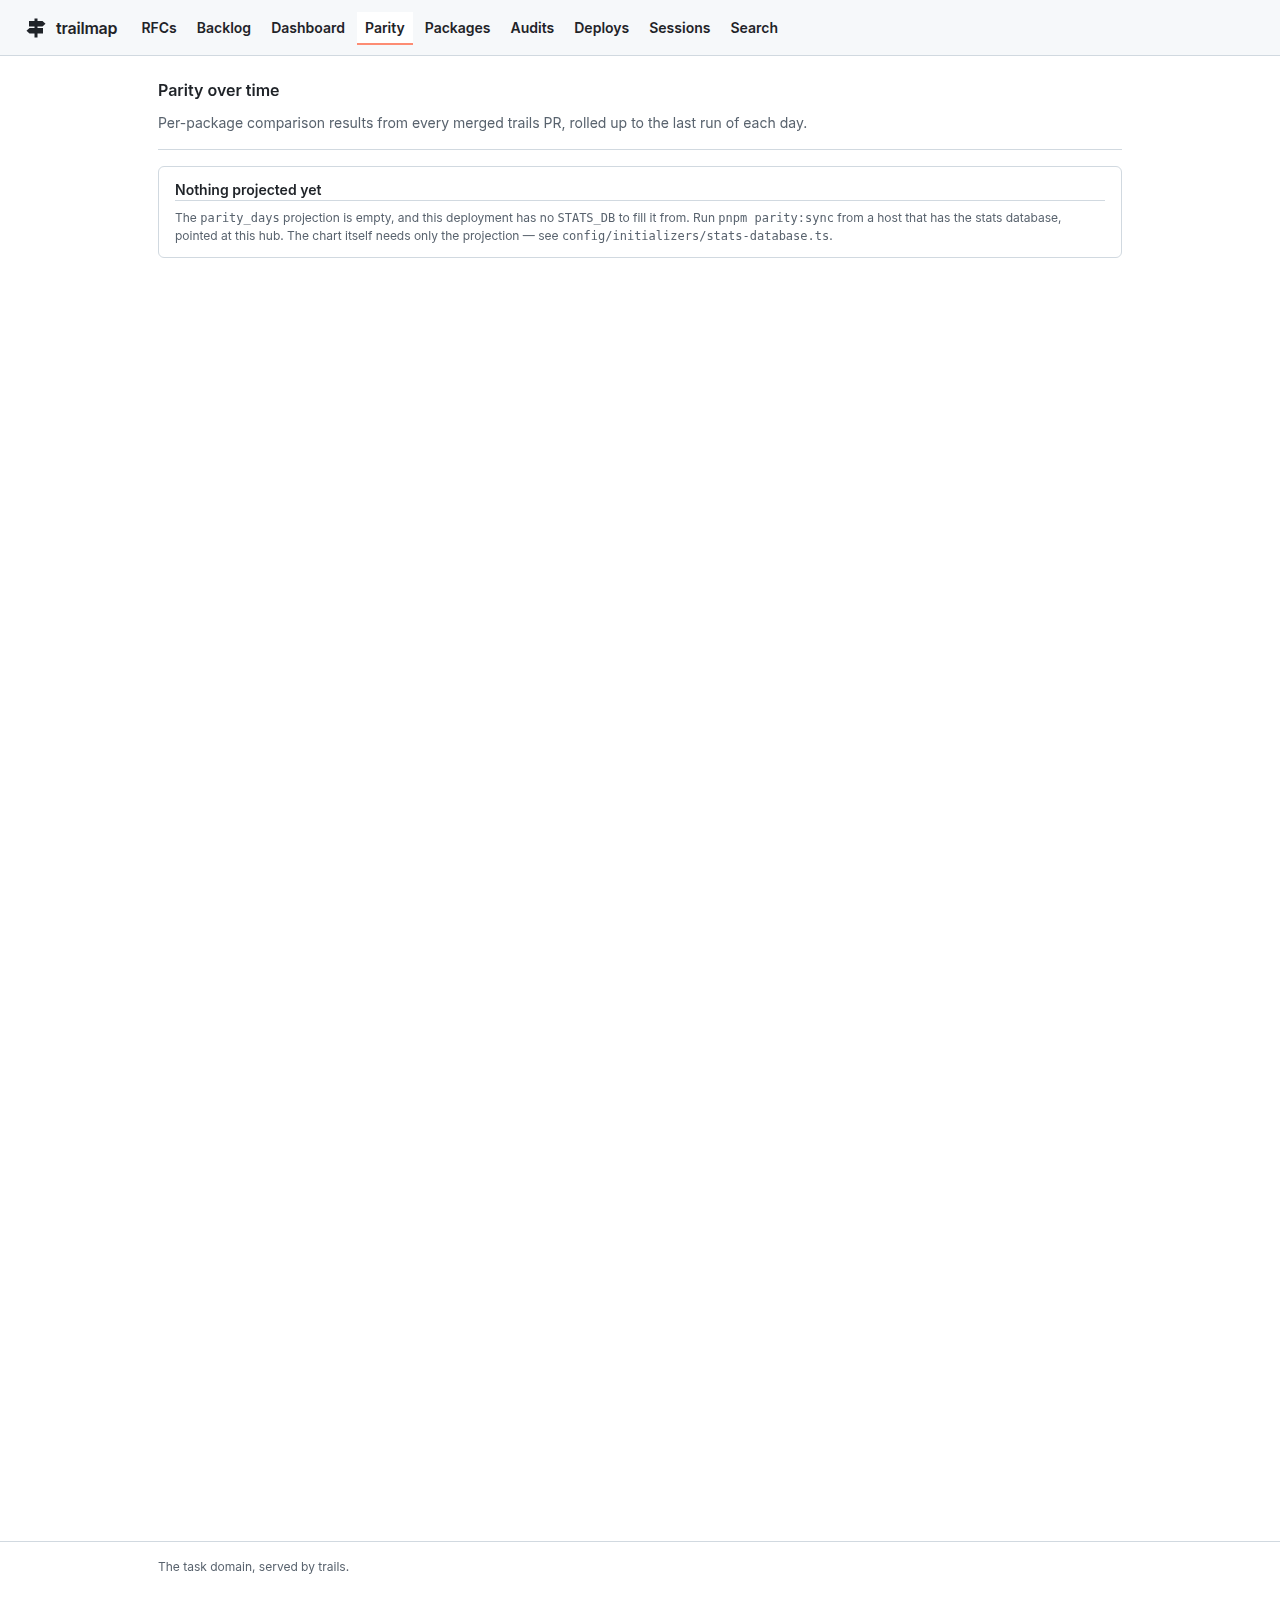 trailmap RFCs Backlog Dashboard Parity Packages Audits Deploys Sessions Search
Parity over time
Per-package comparison results from every merged trails PR, rolled up to the last run of each day.
Nothing projected yet
The parity_days projection is empty, and this deployment has no STATS_DB to fill it from. Run pnpm parity:sync from a host that has the stats database,
pointed at this hub. The chart itself needs only the projection — see config/initializers/stats-database.ts.
The task domain, served by trails.